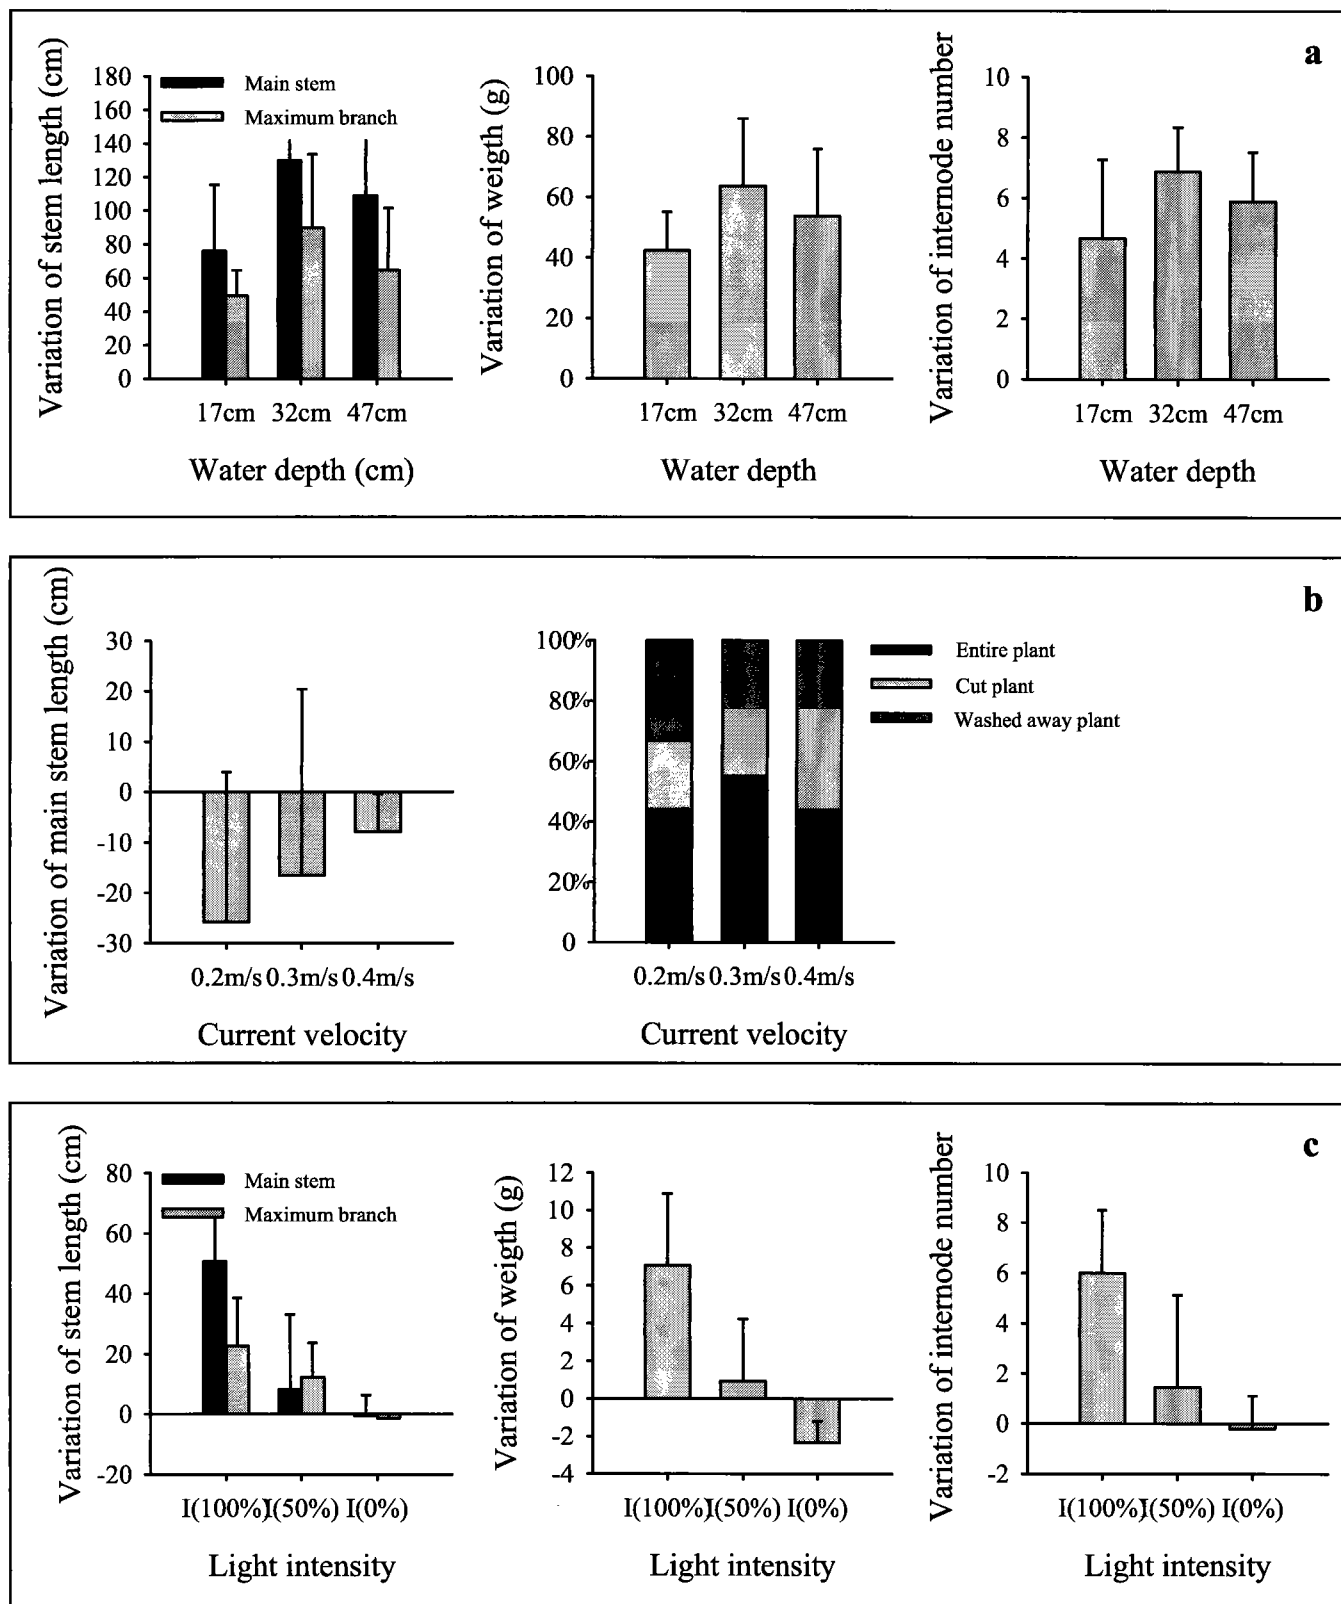 a
Variation of stem length (cm)
180
160
140
120
100
80
60
40
20
0
Main stem
Maximum branch
17cm 32cm 47cm
Water depth (cm)
Variation of weigth (g)
100
80
60
40
20
0
17cm 32cm 47cm
Water depth
Variation of internode number
10
8
6
4
2
0
17cm 32cm 47cm
Water depth
b
Variation of main stem length (cm)
30
20
10
0
-10
-20
-30
0.2m/s 0.3m/s 0.4m/s
Current velocity
100%
80%
60%
40%
20%
0
Entire plant
Cut plant
Washed away plant
0.2m/s 0.3m/s 0.4m/s
Current velocity
c
Variation of stem length (cm)
80
60
40
20
0
-20
Main stem
Maximum branch
I(100%) I(50%) I(0%)
Light intensity
Variation of weigth (g)
12
10
8
6
4
2
0
-2
-4
I(100%) I(50%) I(0%)
Light intensity
Variation of internode number
10
8
6
4
2
0
-2
I(100%) I(50%) I(0%)
Light intensity